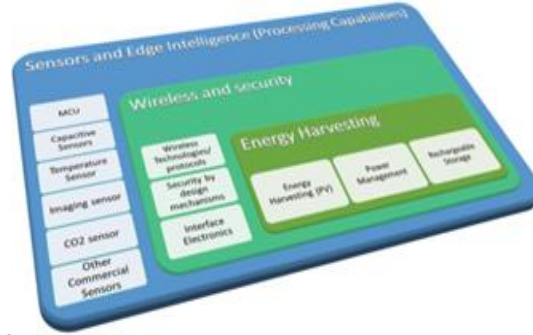 Sensors and Edge Intelligence (Processing Capabilities)
MCU
Capacitive
Sensors
Temperature
Sensor
Imaging sensor
CO2 sensor
Other
Commercial
Sensors
Wireless and security
Wireless
Technologies/
protocols
Security by
design
mechanisms
Interface
Electronics
Energy Harvesting
Energy
Harvesting (PV)
Power
Management
Rechargable
Storage